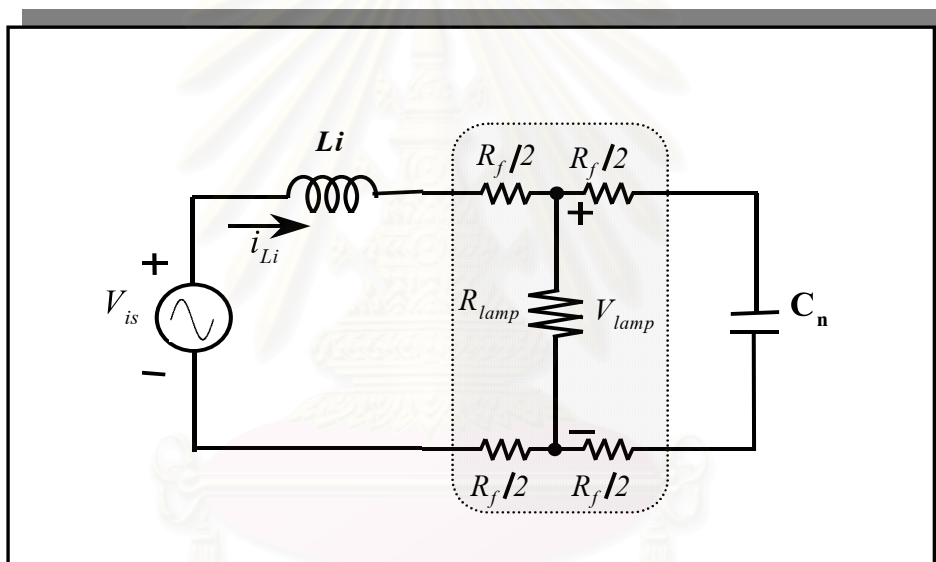 Li
R_f/2 R_f/2
+
i_Li
+
R_lamp V_lamp
V_is
C_n
−
−
R_f/2 R_f/2